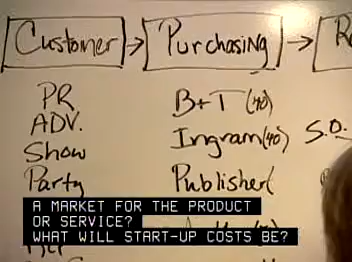 Customer → Purchasing →
PR B+T (40)
ADV. Ingram (40) S.O.
Show
Party Publisher
A MARKET FOR THE PRODUCT
OR SERVICE?
WHAT WILL START-UP COSTS BE?